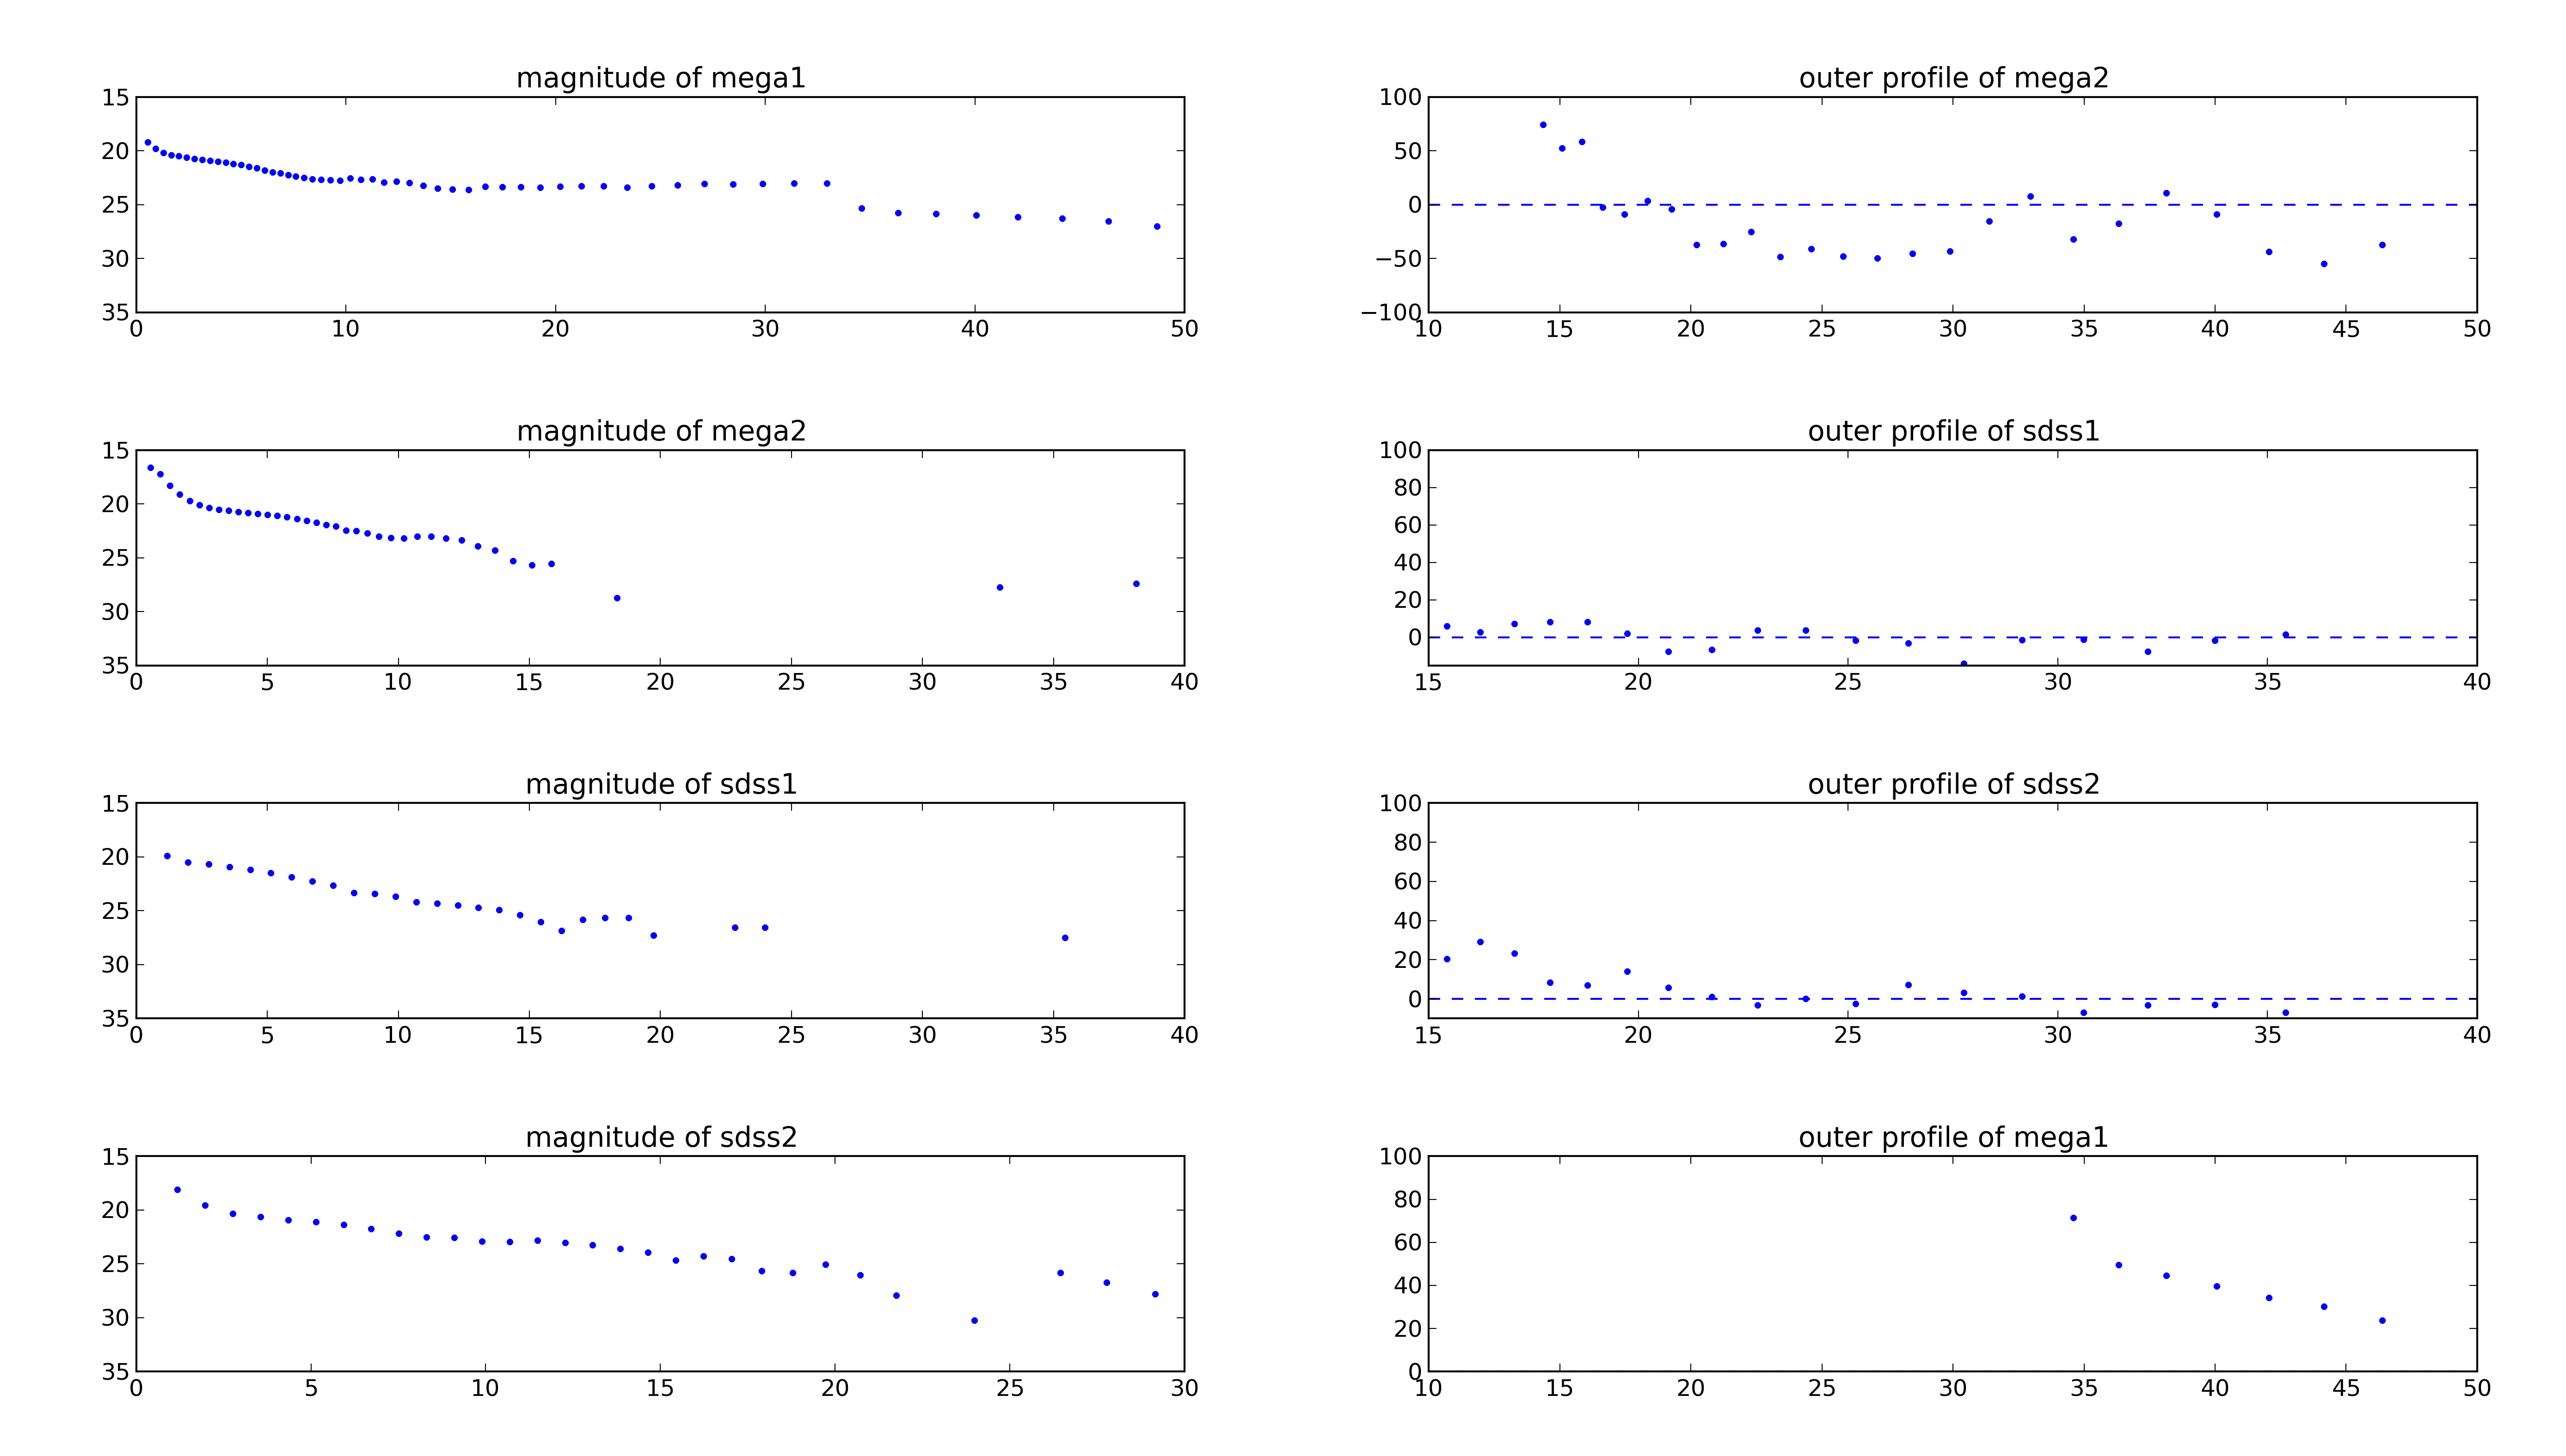 magnitude of mega1
15
20
25
30
35
0 10 20 30 40 50
outer profile of mega2
100
50
0
−50
−100
10 15 20 25 30 35 40 45 50
magnitude of mega2
15
20
25
30
35
0 5 10 15 20 25 30 35 40
outer profile of sdss1
100
80
60
40
20
0
15 20 25 30 35 40
magnitude of sdss1
15
20
25
30
35
0 5 10 15 20 25 30 35 40
outer profile of sdss2
100
80
60
40
20
0
15 20 25 30 35 40
magnitude of sdss2
15
20
25
30
35
0 5 10 15 20 25 30
outer profile of mega1
100
80
60
40
20
0
10 15 20 25 30 35 40 45 50